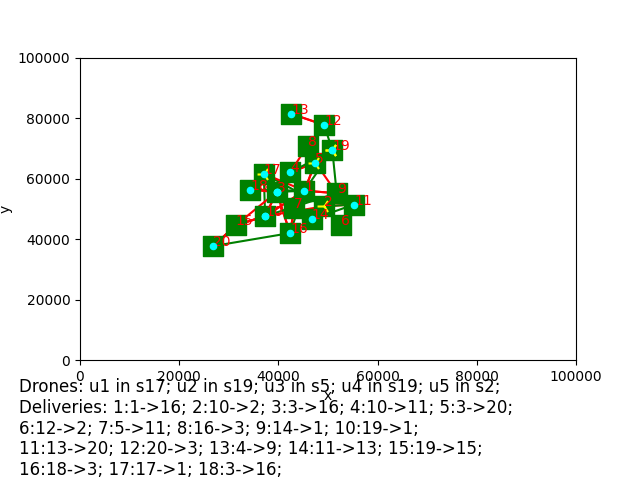 100000
80000
60000
40000
20000
0
y
0 20000 40000 60000 80000 100000
x
Drones: u1 in s17; u2 in s19; u3 in s5; u4 in s19; u5 in s2;
Deliveries: 1:1->16; 2:10->2; 3:3->16; 4:10->11; 5:3->20;
6:12->2; 7:5->11; 8:16->3; 9:14->1; 10:19->1;
11:13->20; 12:20->3; 13:4->9; 14:11->13; 15:19->15;
16:18->3; 17:17->1; 18:3->16;